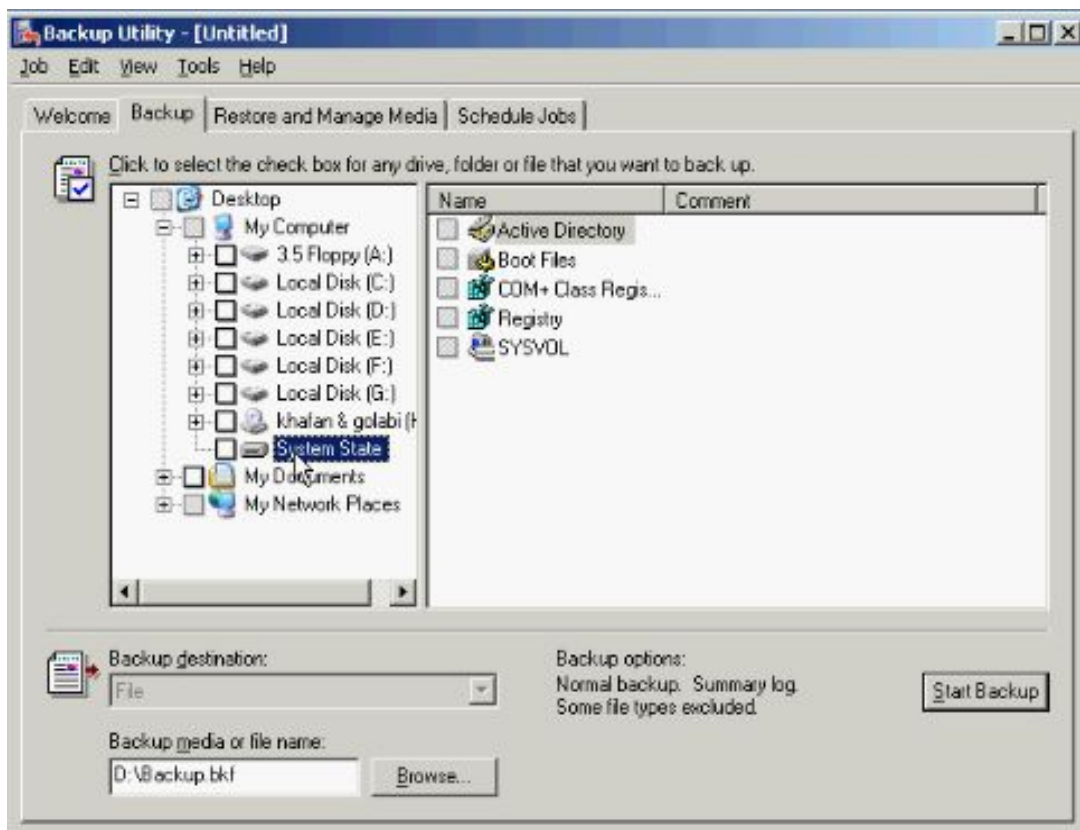 Backup Utility - [Untitled]
Job Edit View Tools Help
Welcome Backup Restore and Manage Media Schedule Jobs
Click to select the check box for any drive, folder or file that you want to back up.
Desktop
My Computer
3.5 Floppy (A:)
Local Disk (C:)
Local Disk (D:)
Local Disk (E:)
Local Disk (F:)
Local Disk (G:)
khafan & golabi (H
System State
My Documents
My Network Places
Name Comment
Active Directory
Boot Files
COM+ Class Regis...
Registry
SYSVOL
Backup destination:
File
Backup media or file name:
D:\Backup.bkf
Browse...
Backup options:
Normal backup. Summary log.
Some file types excluded.
Start Backup